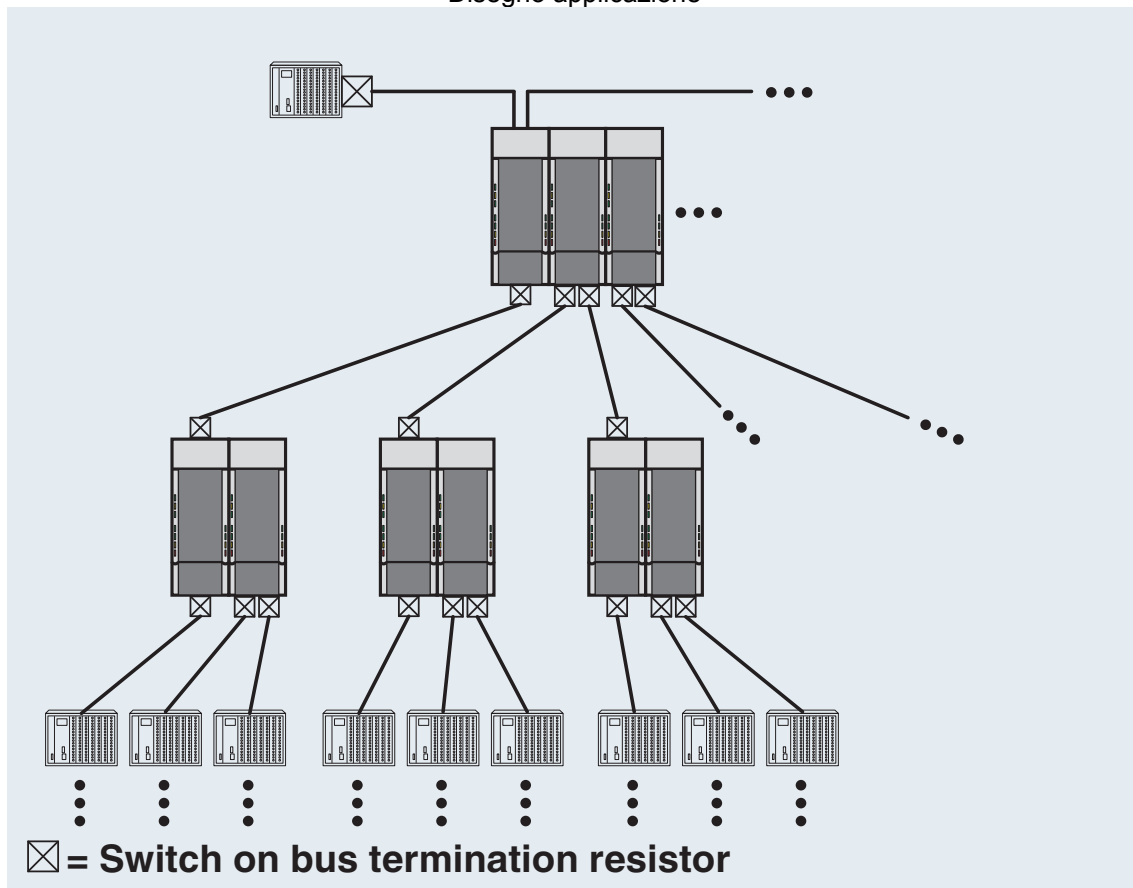 Disegno applicazione
= Switch on bus termination resistor